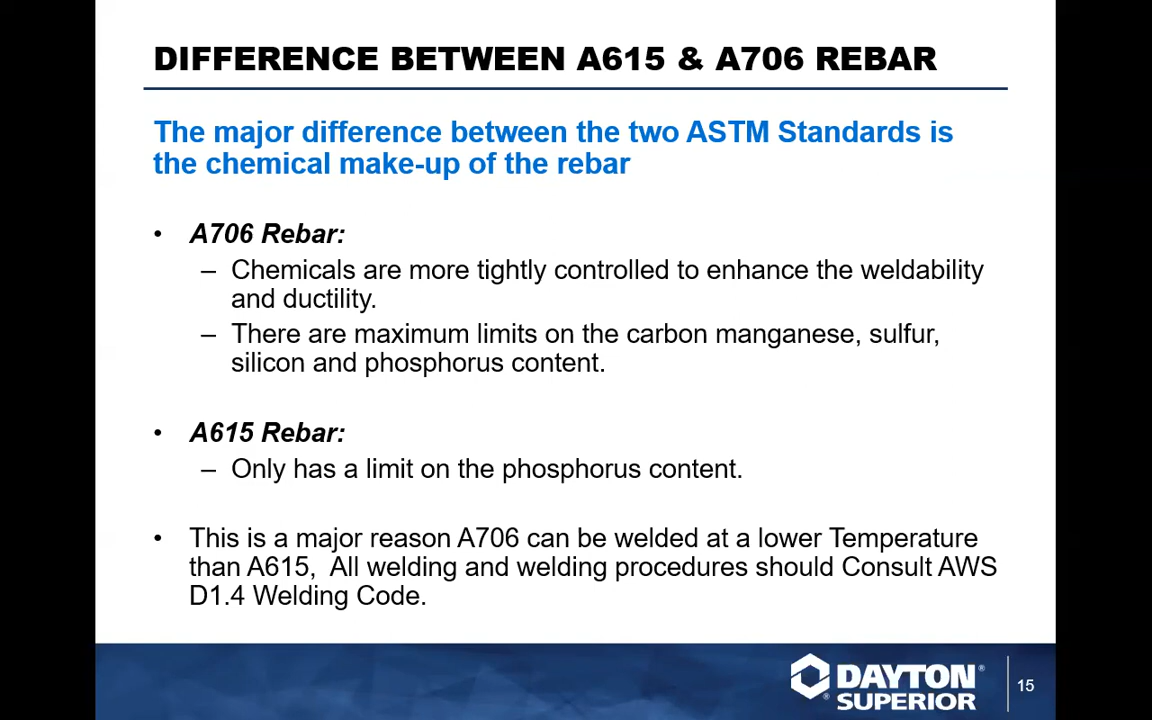 DIFFERENCE BETWEEN A615 & A706 REBAR
The major difference between the two ASTM Standards is
the chemical make-up of the rebar
• A706 Rebar:
– Chemicals are more tightly controlled to enhance the weldability
and ductility.
– There are maximum limits on the carbon manganese, sulfur,
silicon and phosphorus content.
• A615 Rebar:
– Only has a limit on the phosphorus content.
• This is a major reason A706 can be welded at a lower Temperature
than A615,  All welding and welding procedures should Consult AWS
D1.4 Welding Code.
DAYTON®
®SUPERIOR
15